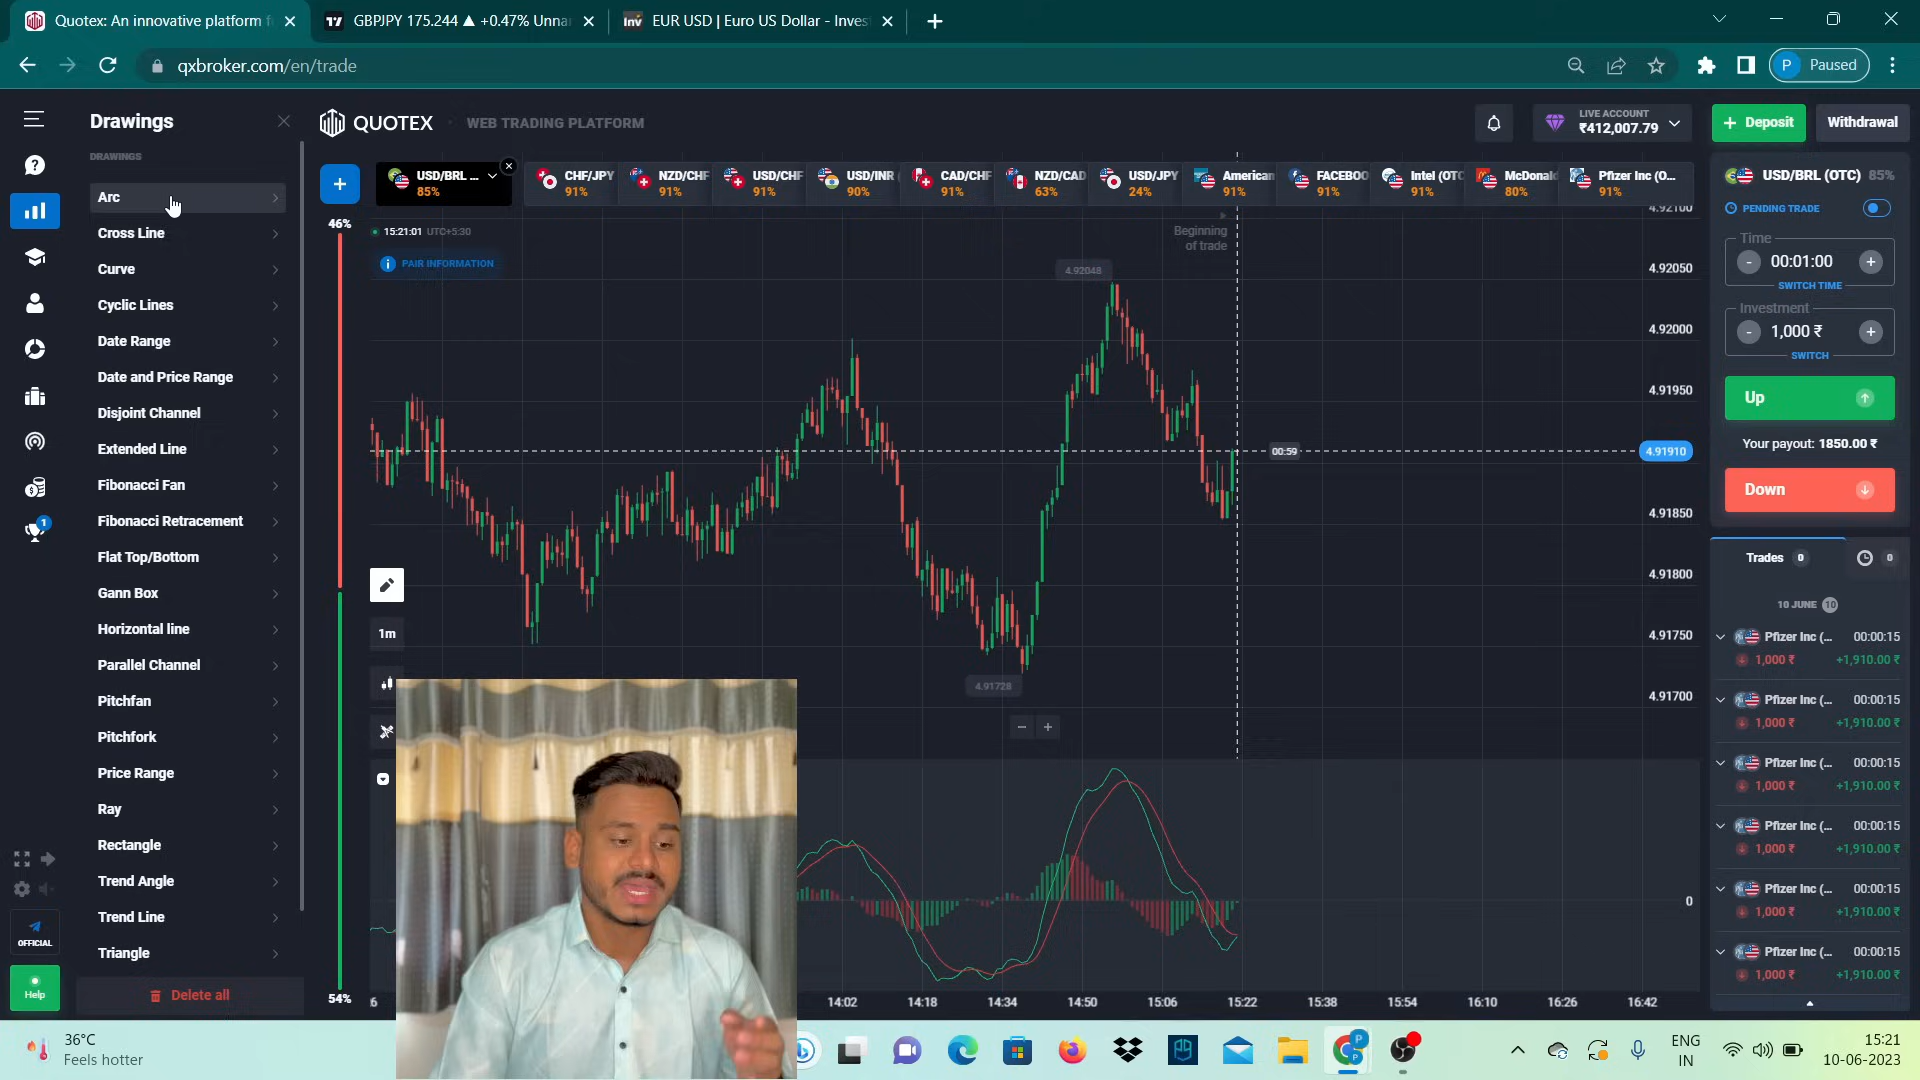 Quotex: An innovative platform f
GBPJPY 175.244 ▲ +0.47% Unna
Inv
EUR USD | Euro US Dollar - Inves
qxbroker.com/en/trade
P Paused
Drawings
DRAWINGS
Arc
Cross Line
Curve
Cyclic Lines
Date Range
Date and Price Range
Disjoint Channel
Extended Line
Fibonacci Fan
Fibonacci Retracement
Flat Top/Bottom
Gann Box
Horizontal line
Parallel Channel
Pitchfan
Pitchfork
Price Range
Ray
Rectangle
Trend Angle
Trend Line
Triangle
Delete all
1
OFFICIAL
Help
QUOTEX
WEB TRADING PLATFORM
LIVE ACCOUNT
₹412,007.79
+ Deposit
Withdrawal
USD/BRL ...
85%
CHF/JPY
91%
NZD/CHF
91%
USD/CHF
91%
USD/INR
90%
CAD/CHF
91%
NZD/CAD
63%
USD/JPY
24%
American
91%
FACEBOO
91%
Intel (OTC
91%
McDonald
80%
Pfizer Inc (O...
91%
46%
15:21:01 UTC+5:30
PAIR INFORMATION
Beginning
of trade
4.92048
00:59
4.91728
1m
54%
4.92100
4.92050
4.92000
4.91950
4.91910
4.91850
4.91800
4.91750
4.91700
0
14:02 14:18 14:34 14:50 15:06 15:22 15:38 15:54 16:10 16:26 16:42
USD/BRL (OTC) 85%
PENDING TRADE
Time
- 00:01:00 +
SWITCH TIME
Investment
- 1,000 ₹ +
SWITCH
Up
Your payout: 1850.00 ₹
Down
Trades 0
0
10 JUNE 10
Pfizer Inc (... 00:00:15
1,000 ₹ +1,910.00 ₹
Pfizer Inc (... 00:00:15
1,000 ₹ +1,910.00 ₹
Pfizer Inc (... 00:00:15
1,000 ₹ +1,910.00 ₹
Pfizer Inc (... 00:00:15
1,000 ₹ +1,910.00 ₹
Pfizer Inc (... 00:00:15
1,000 ₹ +1,910.00 ₹
Pfizer Inc (... 00:00:15
1,000 ₹ +1,910.00 ₹
36°C
Feels hotter
ENG
IN
15:21
10-06-2023